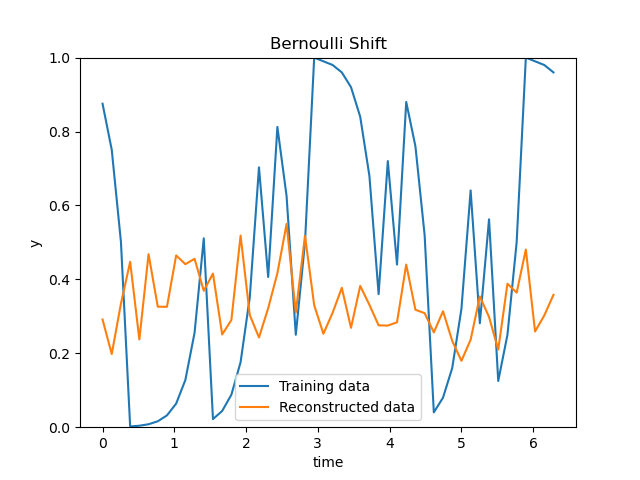 Bernoulli Shift
1.0
0.8
0.6
0.4
0.2
0.0
y
0 1 2 3 4 5 6
time
Training data
Reconstructed data